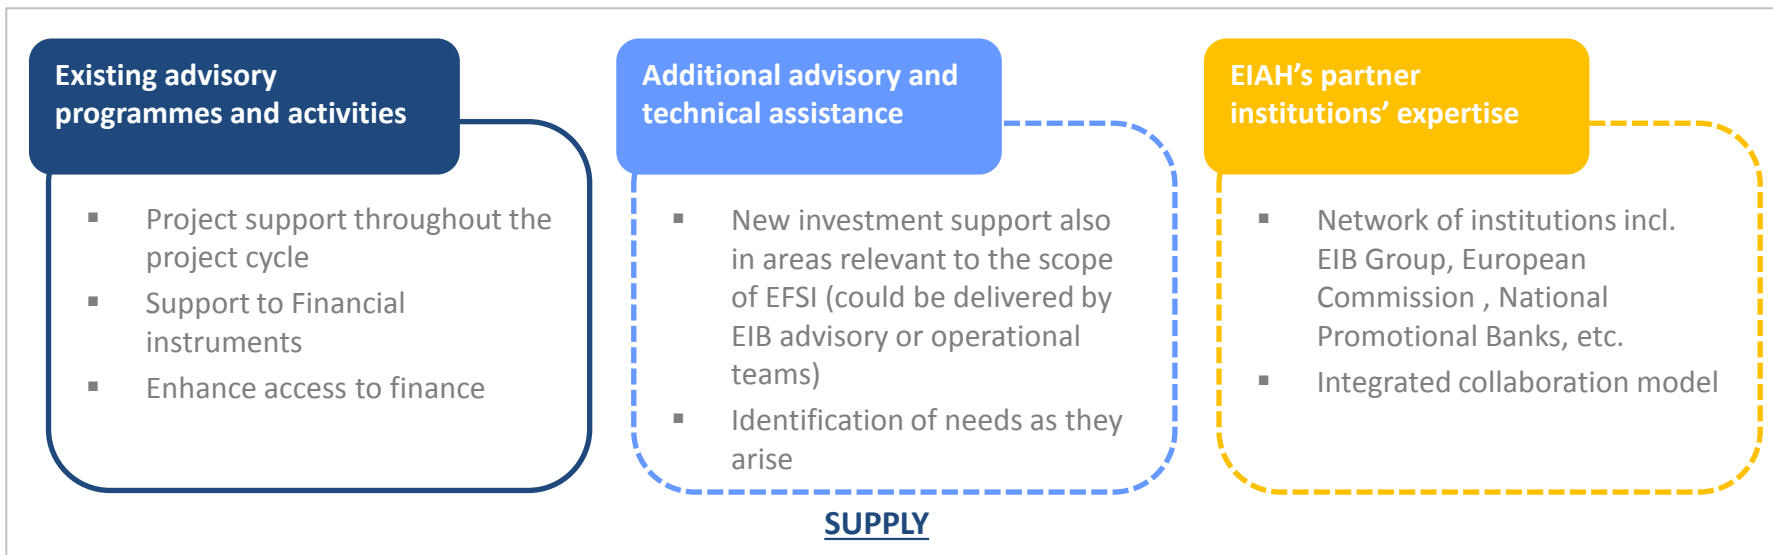 Existing advisory
programmes and activities
▪ Project support throughout the
project cycle
▪ Support to Financial
instruments
▪ Enhance access to finance
Additional advisory and
technical assistance
▪ New investment support also
in areas relevant to the scope
of EFSI (could be delivered by
EIB advisory or operational
teams)
▪ Identification of needs as they
arise
EIAH’s partner
institutions’ expertise
▪ Network of institutions incl.
EIB Group, European
Commission , National
Promotional Banks, etc.
▪ Integrated collaboration model
SUPPLY